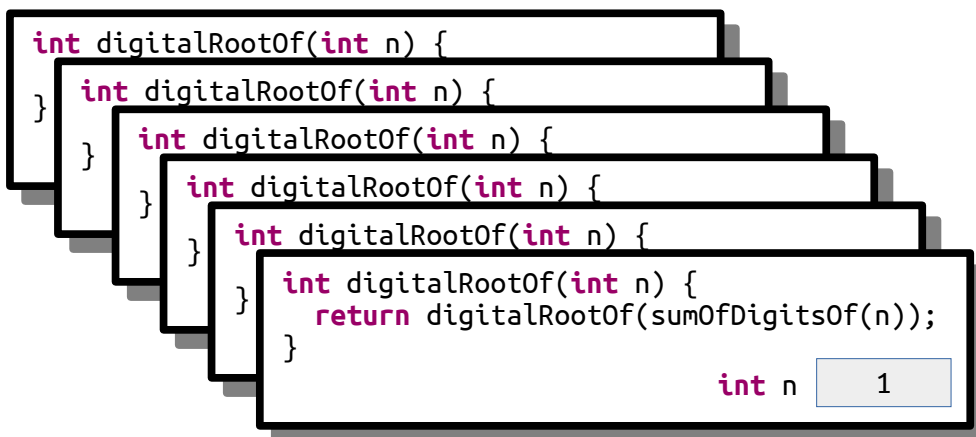 int digitalRootOf(int n) {
}
int digitalRootOf(int n) {
}
int digitalRootOf(int n) {
}
int digitalRootOf(int n) {
}
int digitalRootOf(int n) {
}
int digitalRootOf(int n) {
  return digitalRootOf(sumOfDigitsOf(n));
}
int n 1